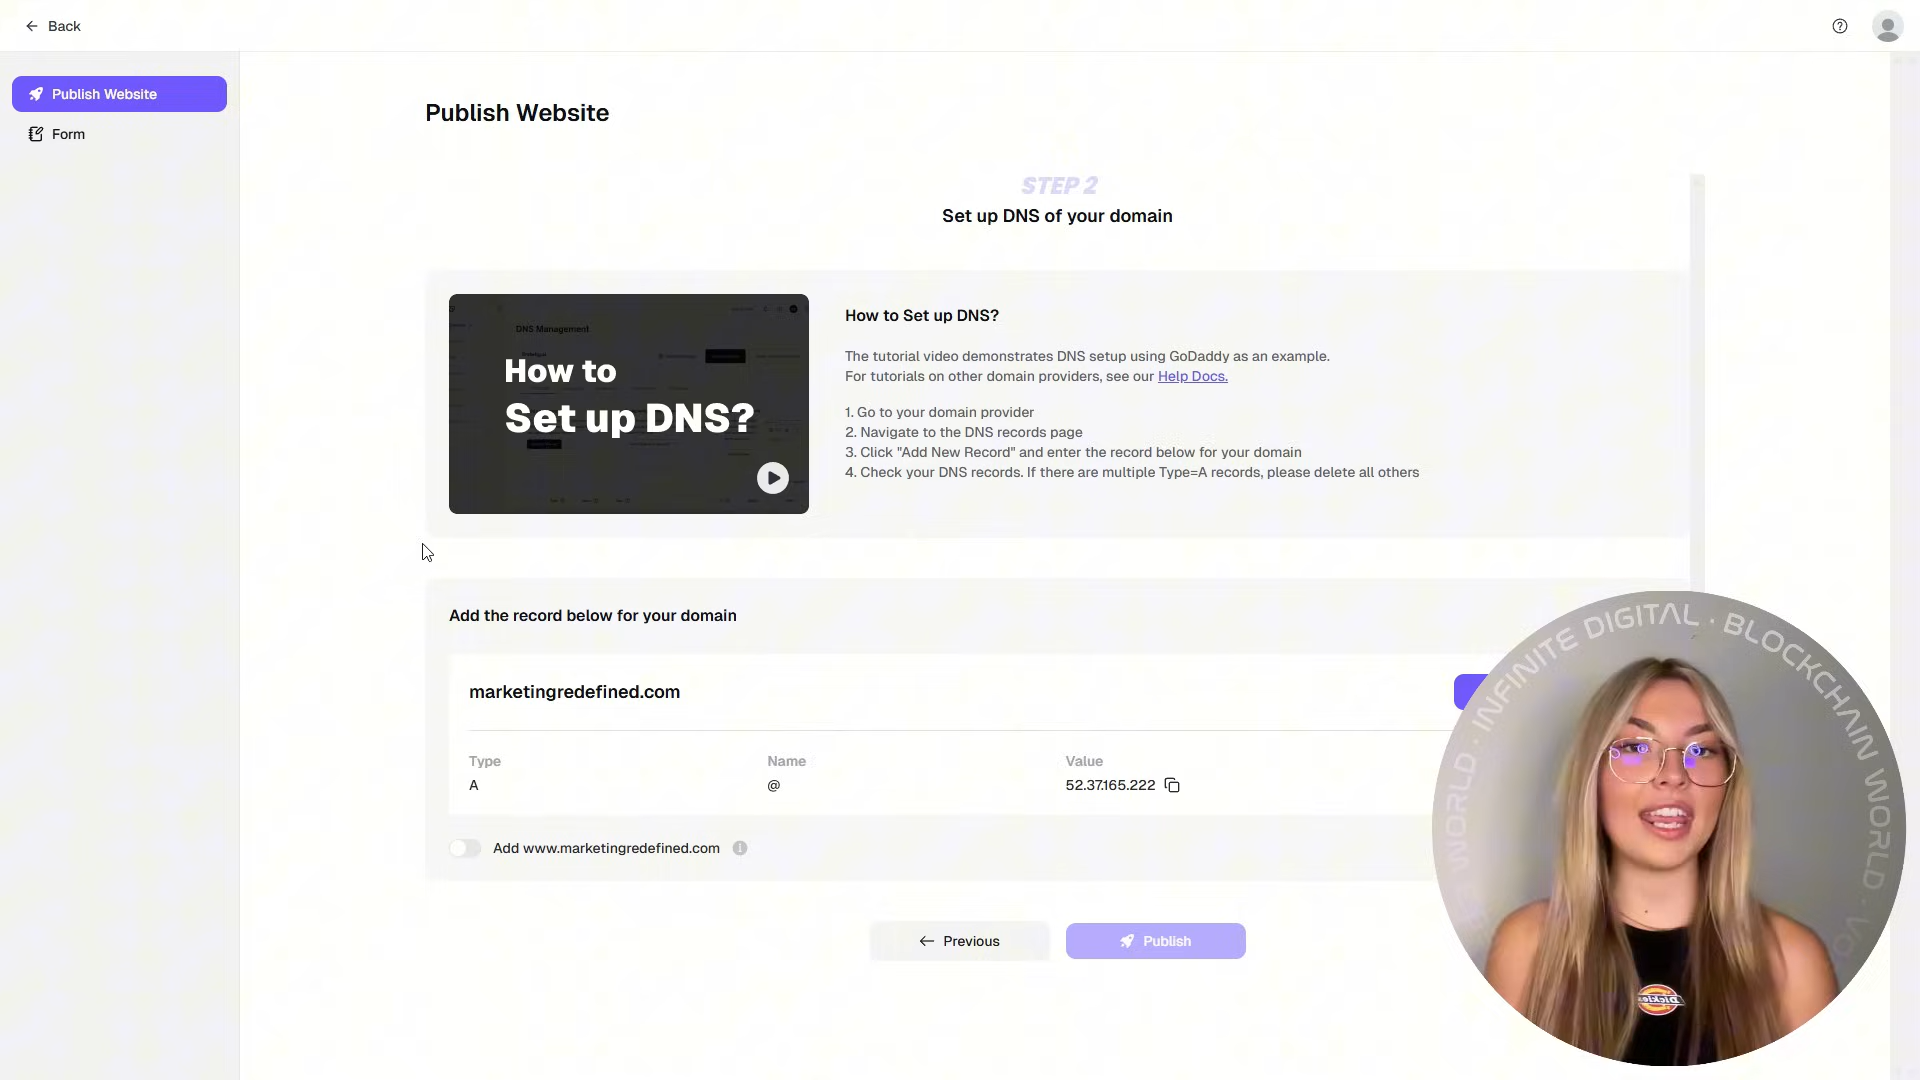 Back
Publish Website
Form
Publish Website
STEP 2
Set up DNS of your domain
DNS Management
How to
Set up DNS?
How to Set up DNS?
The tutorial video demonstrates DNS setup using GoDaddy as an example.
For tutorials on other domain providers, see our Help Docs.
1. Go to your domain provider
2. Navigate to the DNS records page
3. Click "Add New Record" and enter the record below for your domain
4. Check your DNS records. If there are multiple Type=A records, please delete all others
Add the record below for your domain
marketingredefined.com
Type
Name
Value
A
@
52.37.165.222
Add www.marketingredefined.com
Previous
Publish
WORLD · INFINITE DIGITAL · BLOCKCHAIN WORLD ·
Dickies